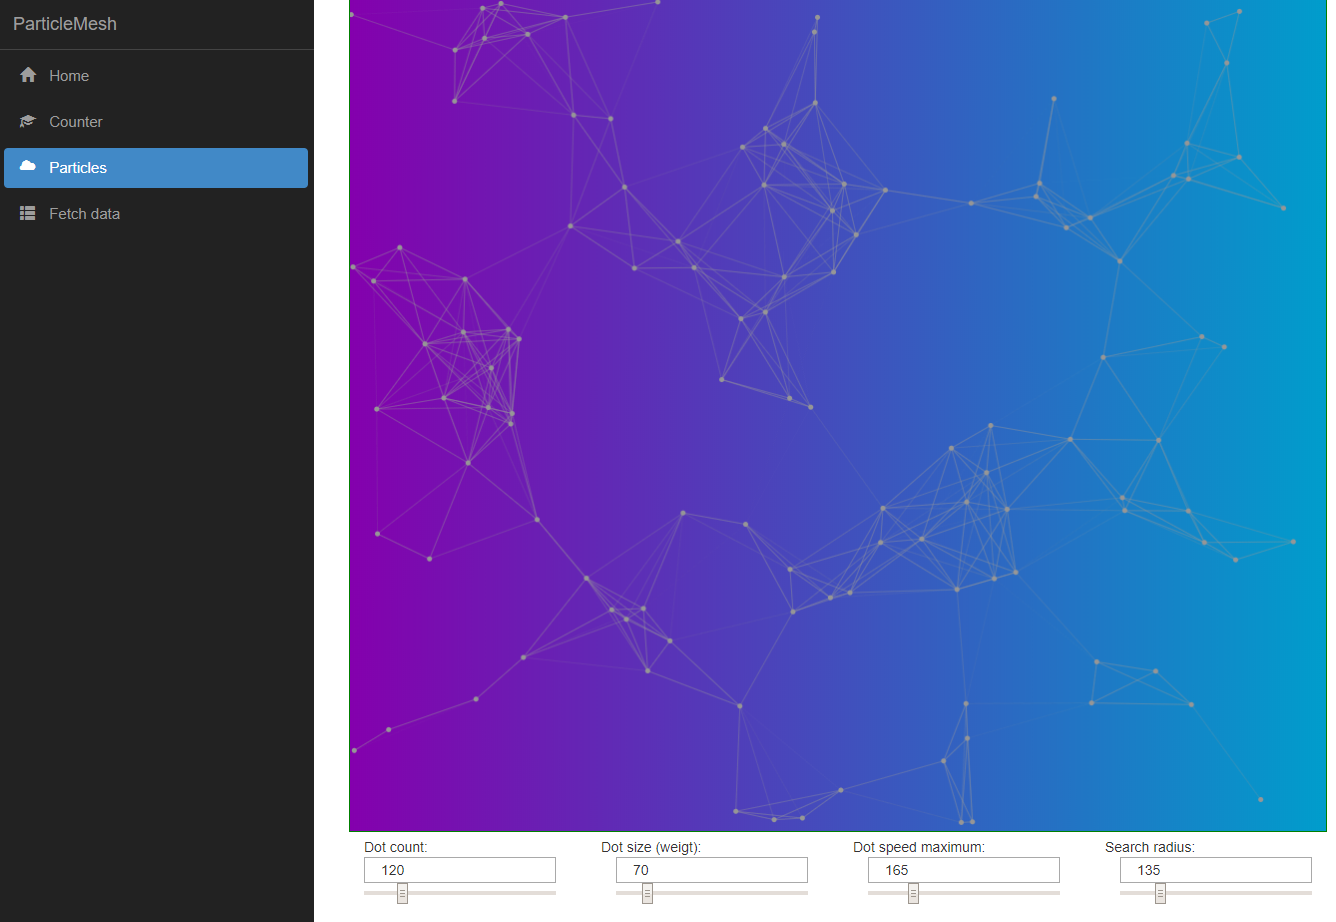 ParticleMesh
Home
Counter
Particles
Fetch data
Dot count: Dot size (weigt): Dot speed maximum: Search radius:
120 70 165 135